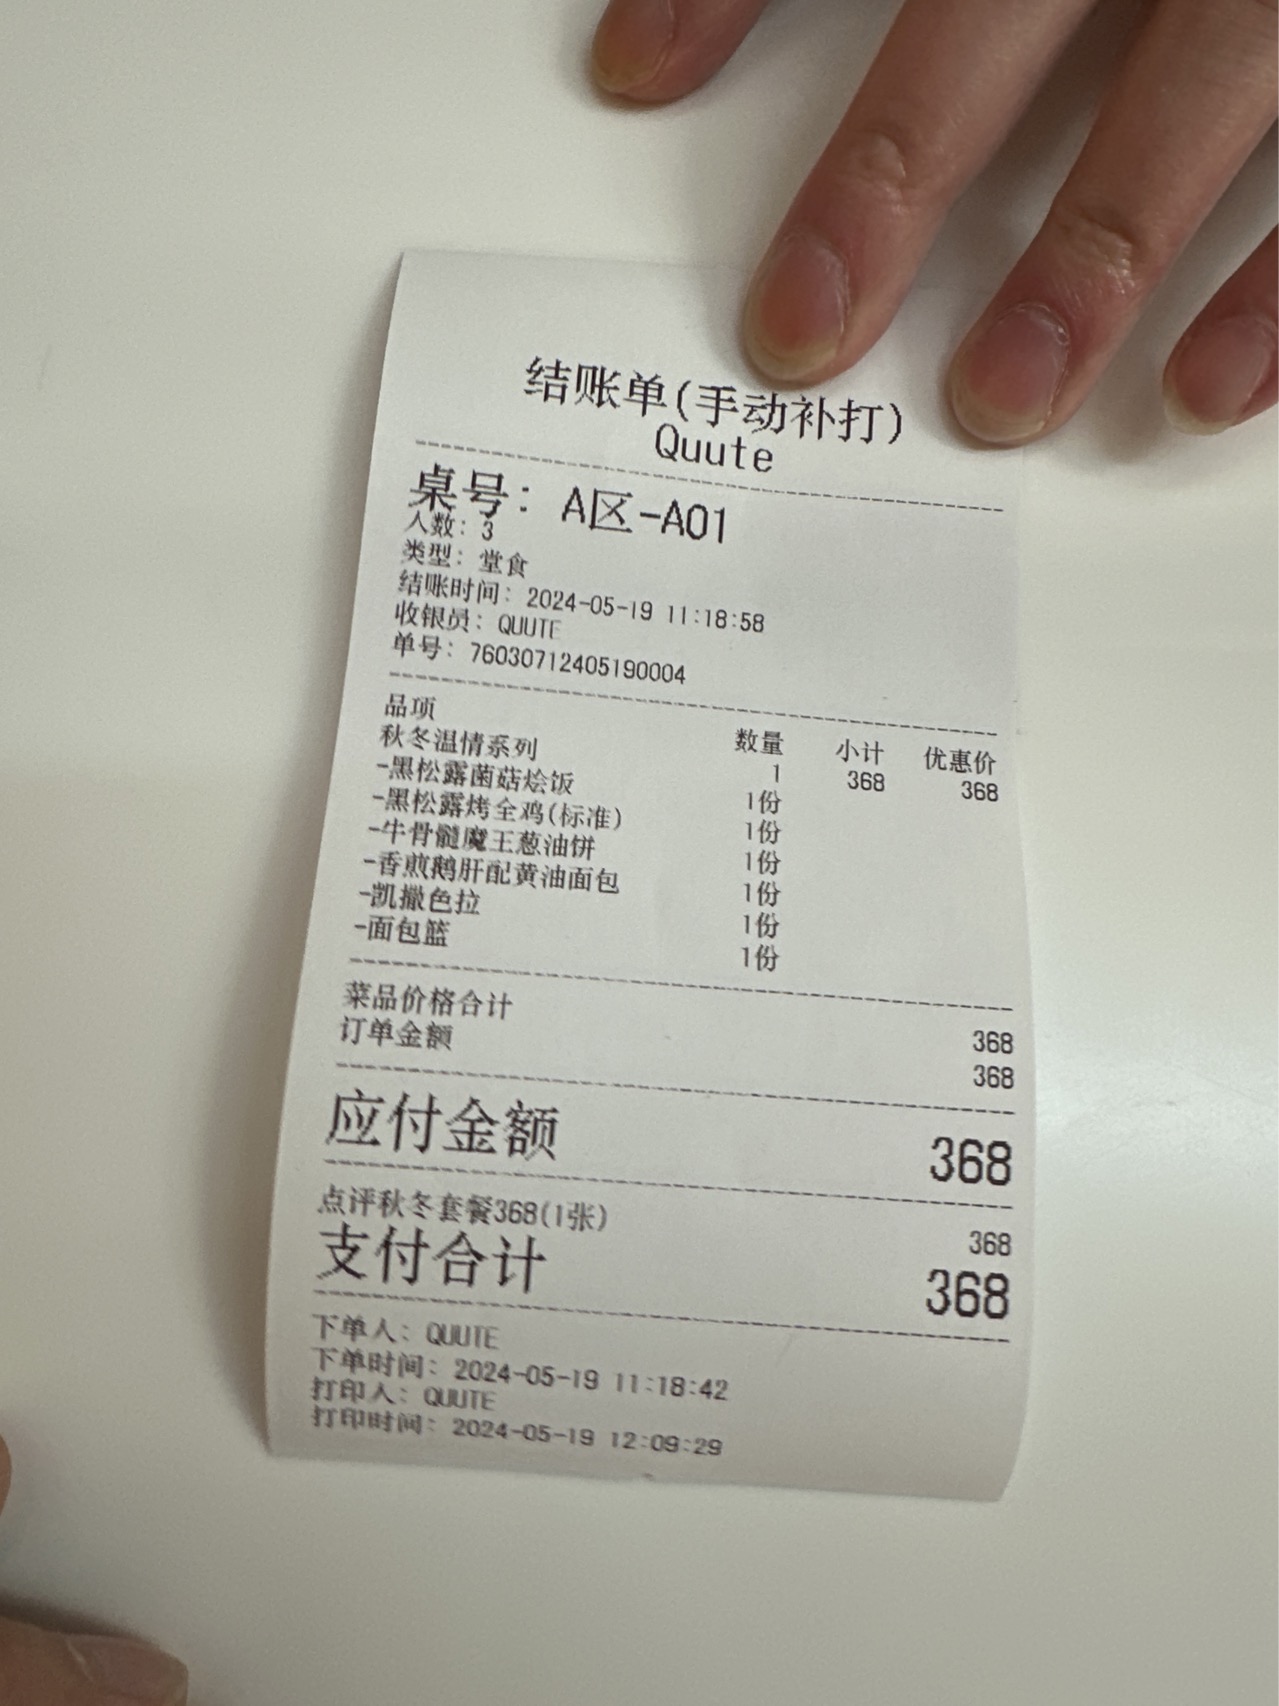 结账单(手动补打)
Quute
桌号: A区-A01
人数: 3
类型: 堂食
结账时间: 2024-05-19 11:18:58
收银员: QUUTE
单号: 760307124051900​04
品项 数量 小计 优惠价
秋冬温情系列 1 368 368
-黑松露菌菇烩饭 1份
-黑松露烤全鸡(标准) 1份
-牛骨髓魔王葱油饼 1份
-香煎鹅肝配黄油面包 1份
-凯撒色拉 1份
-面包篮 1份
菜品价格合计 368
订单金额 368
应付金额 368
点评秋冬套餐368(1张) 368
支付合计 368
下单人: QUUTE
下单时间: 2024-05-19 11:18:42
打印人: QUUTE
打印时间: 2024-05-19 12:09:29